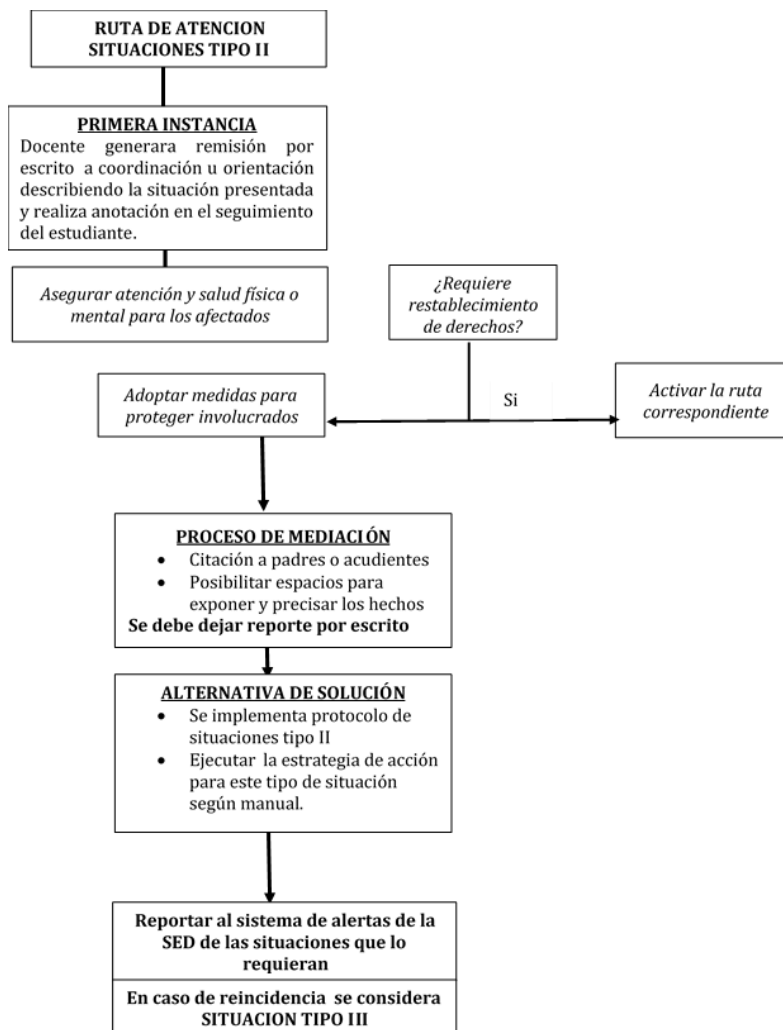 RUTA DE ATENCION
SITUACIONES TIPO II
PRIMERA INSTANCIA
Docente generara remisión por
escrito a coordinación u orientación
describiendo la situación presentada
y realiza anotación en el seguimiento
del estudiante.
Asegurar atención y salud física o
mental para los afectados
¿Requiere
restablecimiento
de derechos?
Adoptar medidas para
proteger involucrados
Si
Activar la ruta
correspondiente
PROCESO DE MEDIACIÓN
• Citación a padres o acudientes
• Posibilitar espacios para
exponer y precisar los hechos
Se debe dejar reporte por escrito
ALTERNATIVA DE SOLUCIÓN
• Se implementa protocolo de
situaciones tipo II
• Ejecutar la estrategia de acción
para este tipo de situación
según manual.
Reportar al sistema de alertas de la
SED de las situaciones que lo
requieran
En caso de reincidencia se considera
SITUACION TIPO III